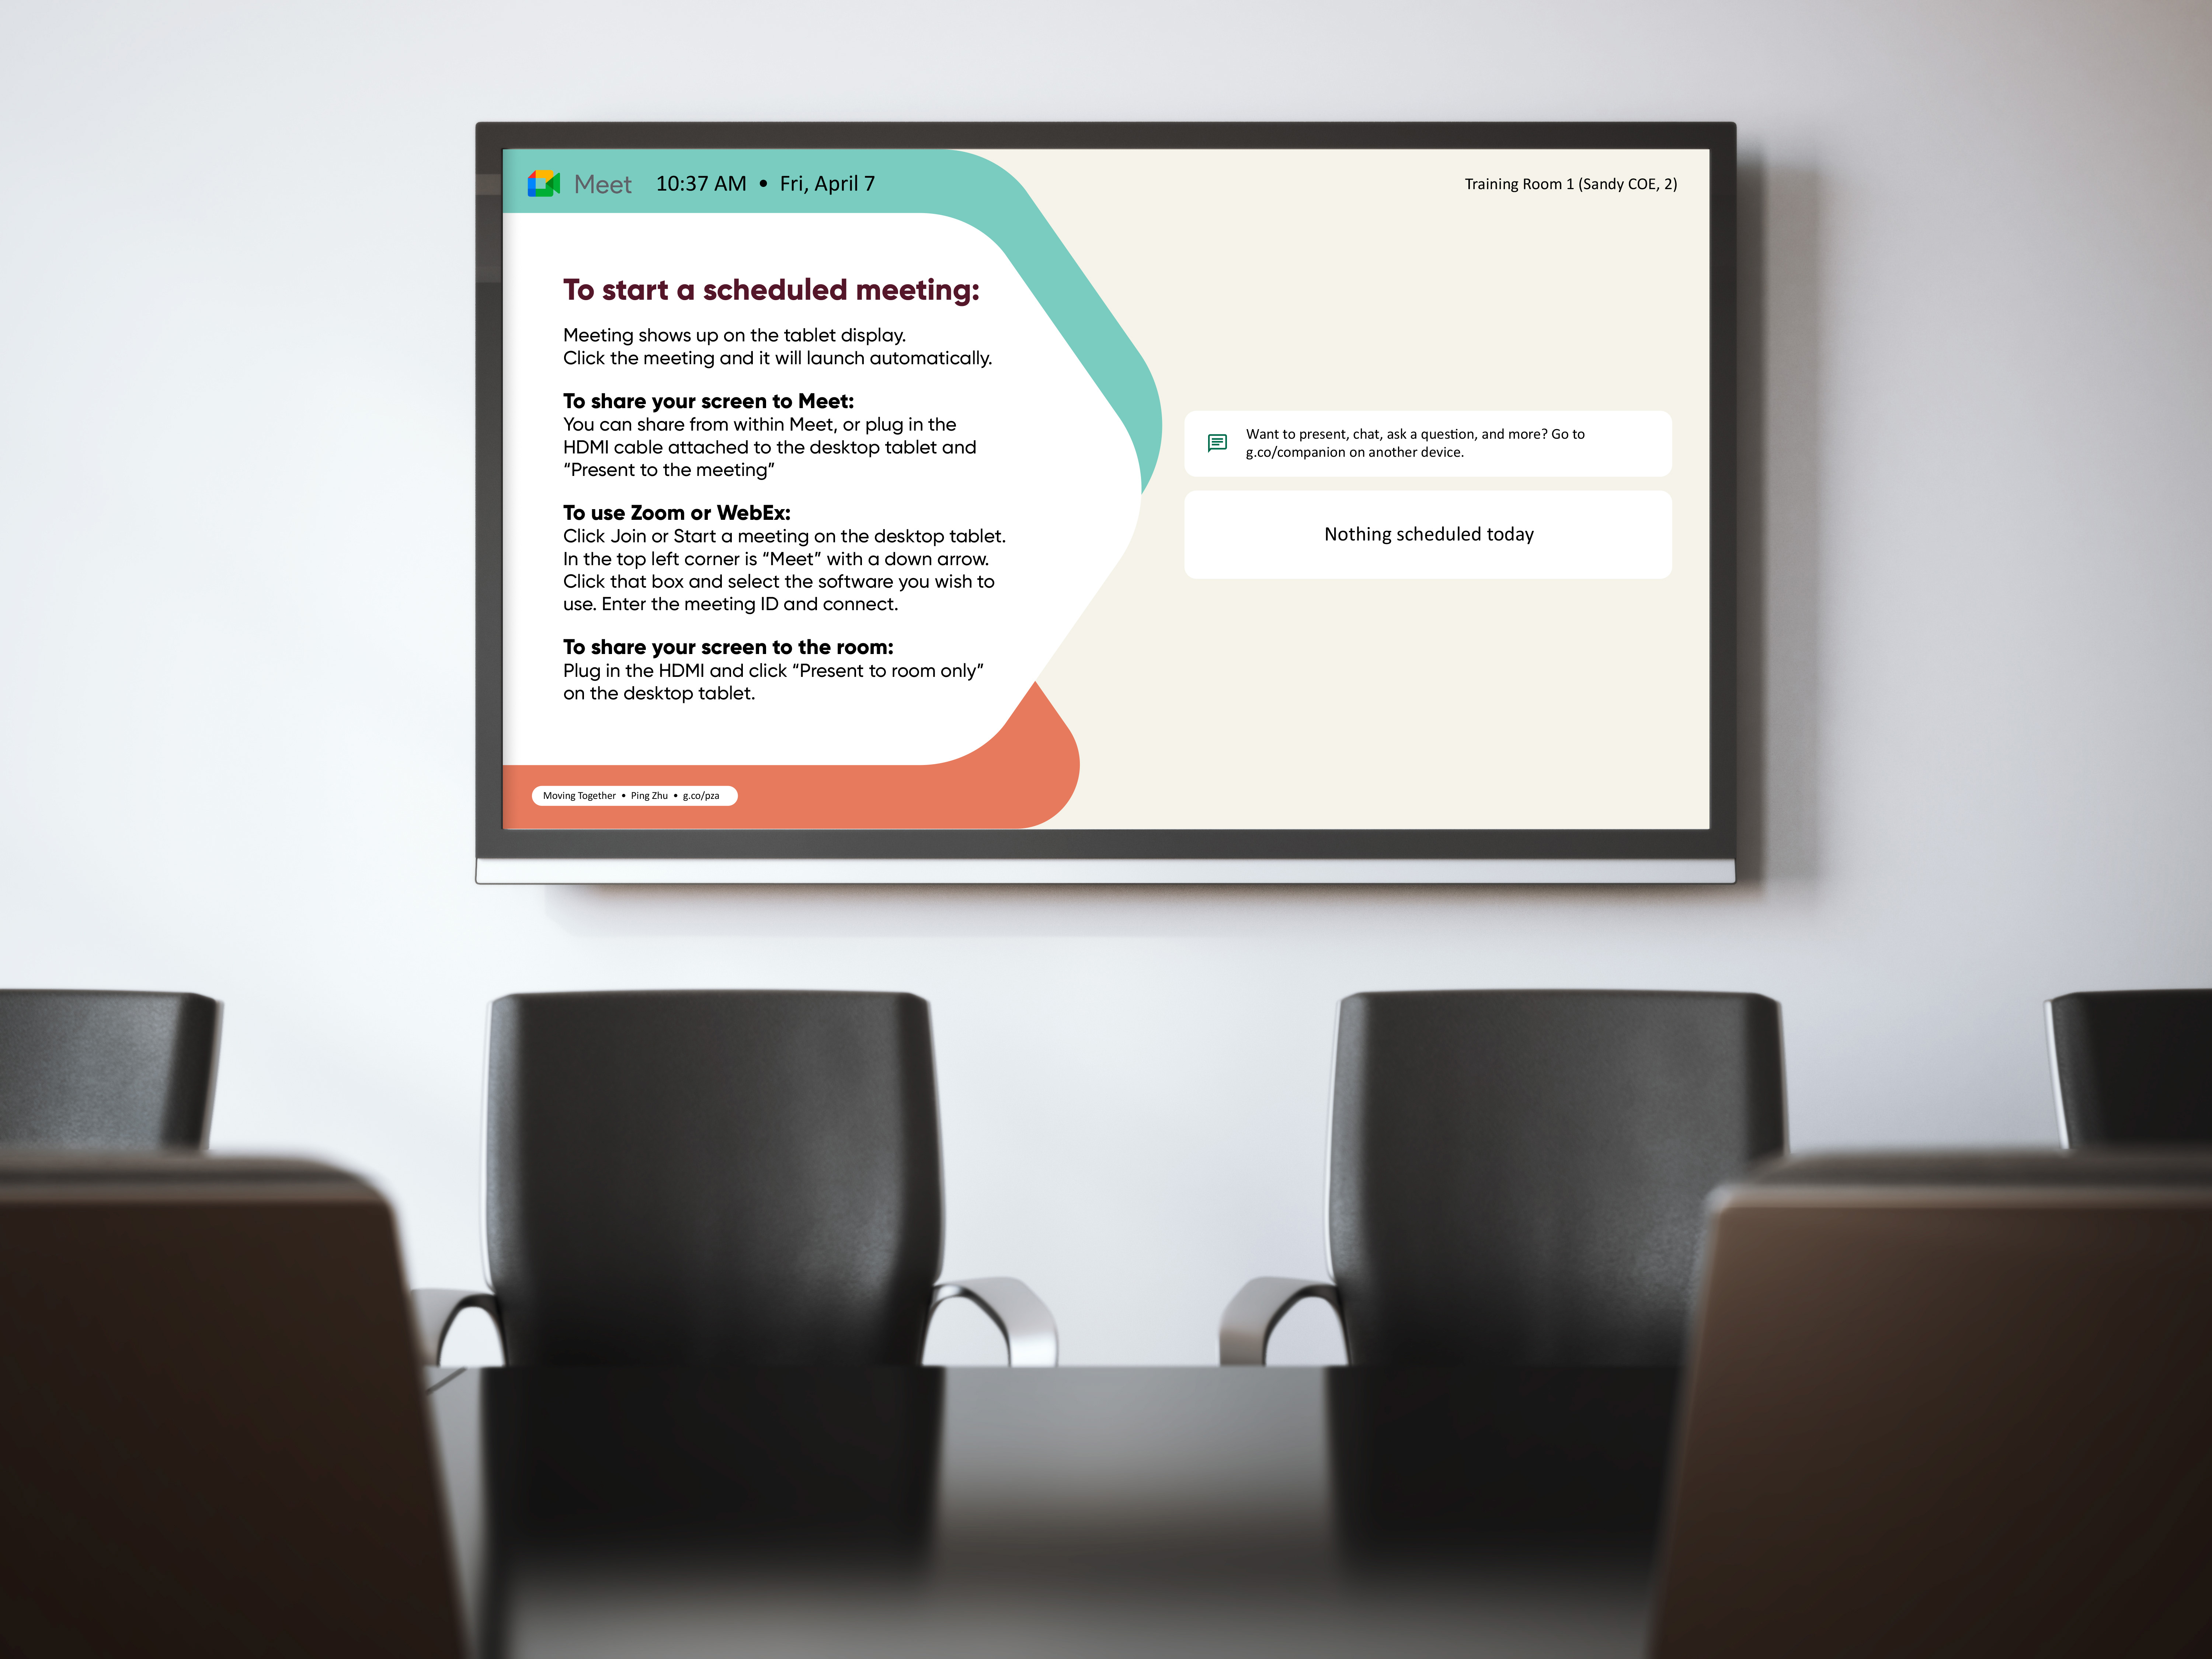 Meet 10:37 AM • Fri, April 7
Training Room 1 (Sandy COE, 2)
To start a scheduled meeting:
Meeting shows up on the tablet display.
Click the meeting and it will launch automatically.
To share your screen to Meet:
You can share from within Meet, or plug in the
HDMI cable attached to the desktop tablet and
“Present to the meeting”
To use Zoom or WebEx:
Click Join or Start a meeting on the desktop tablet.
In the top left corner is “Meet” with a down arrow.
Click that box and select the software you wish to
use. Enter the meeting ID and connect.
To share your screen to the room:
Plug in the HDMI and click “Present to room only”
on the desktop tablet.
Want to present, chat, ask a question, and more? Go to
g.co/companion on another device.
Nothing scheduled today
Moving Together • Ping Zhu • g.co/pza